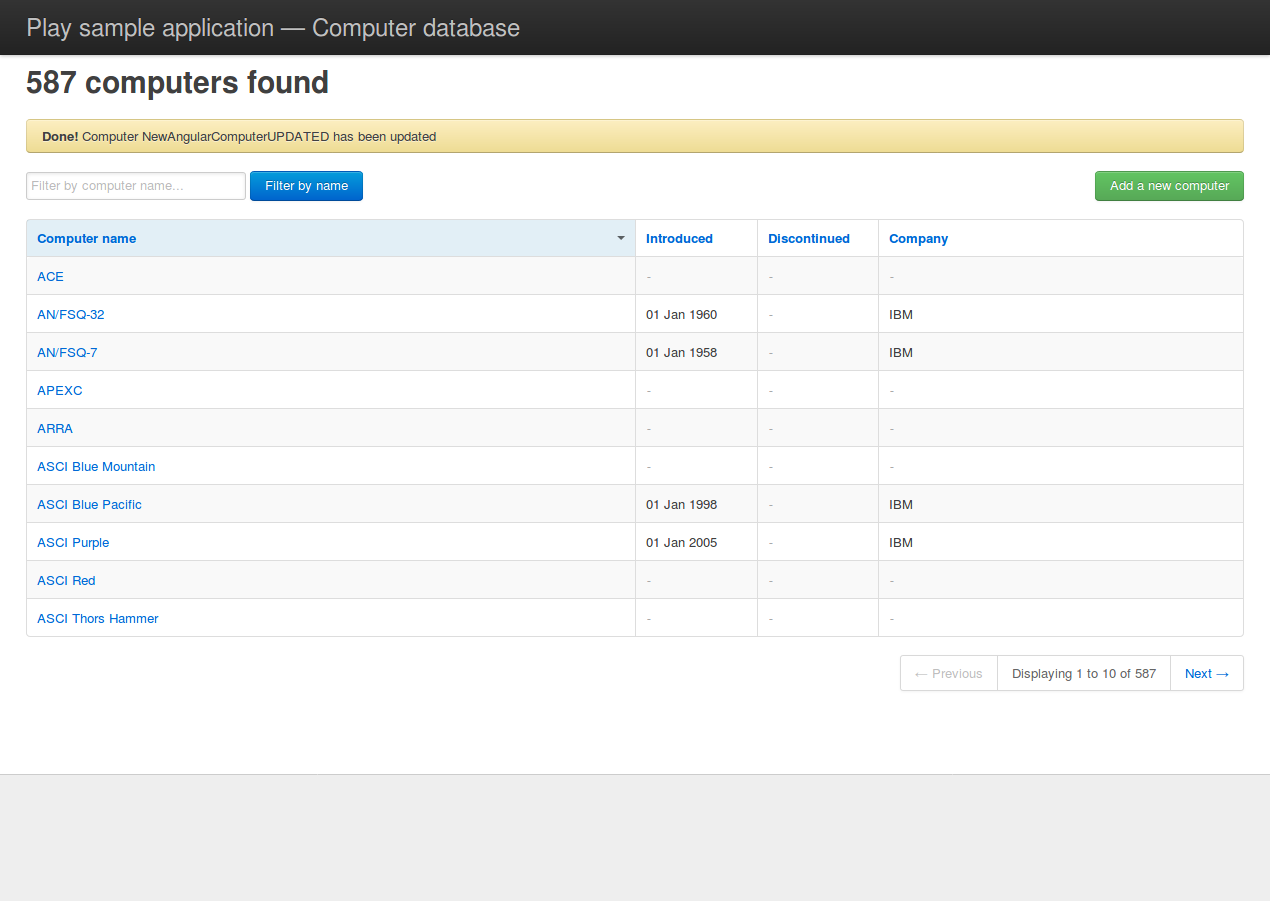 Play sample application — Computer database
587 computers found
Done! Computer NewAngularComputerUPDATED has been updated
Filter by computer name... Filter by name Add a new computer
Computer name Introduced Discontinued Company
ACE - - -
AN/FSQ-32 01 Jan 1960 - IBM
AN/FSQ-7 01 Jan 1958 - IBM
APEXC - - -
ARRA - - -
ASCI Blue Mountain - - -
ASCI Blue Pacific 01 Jan 1998 - IBM
ASCI Purple 01 Jan 2005 - IBM
ASCI Red - - -
ASCI Thors Hammer - - -
← Previous Displaying 1 to 10 of 587 Next →